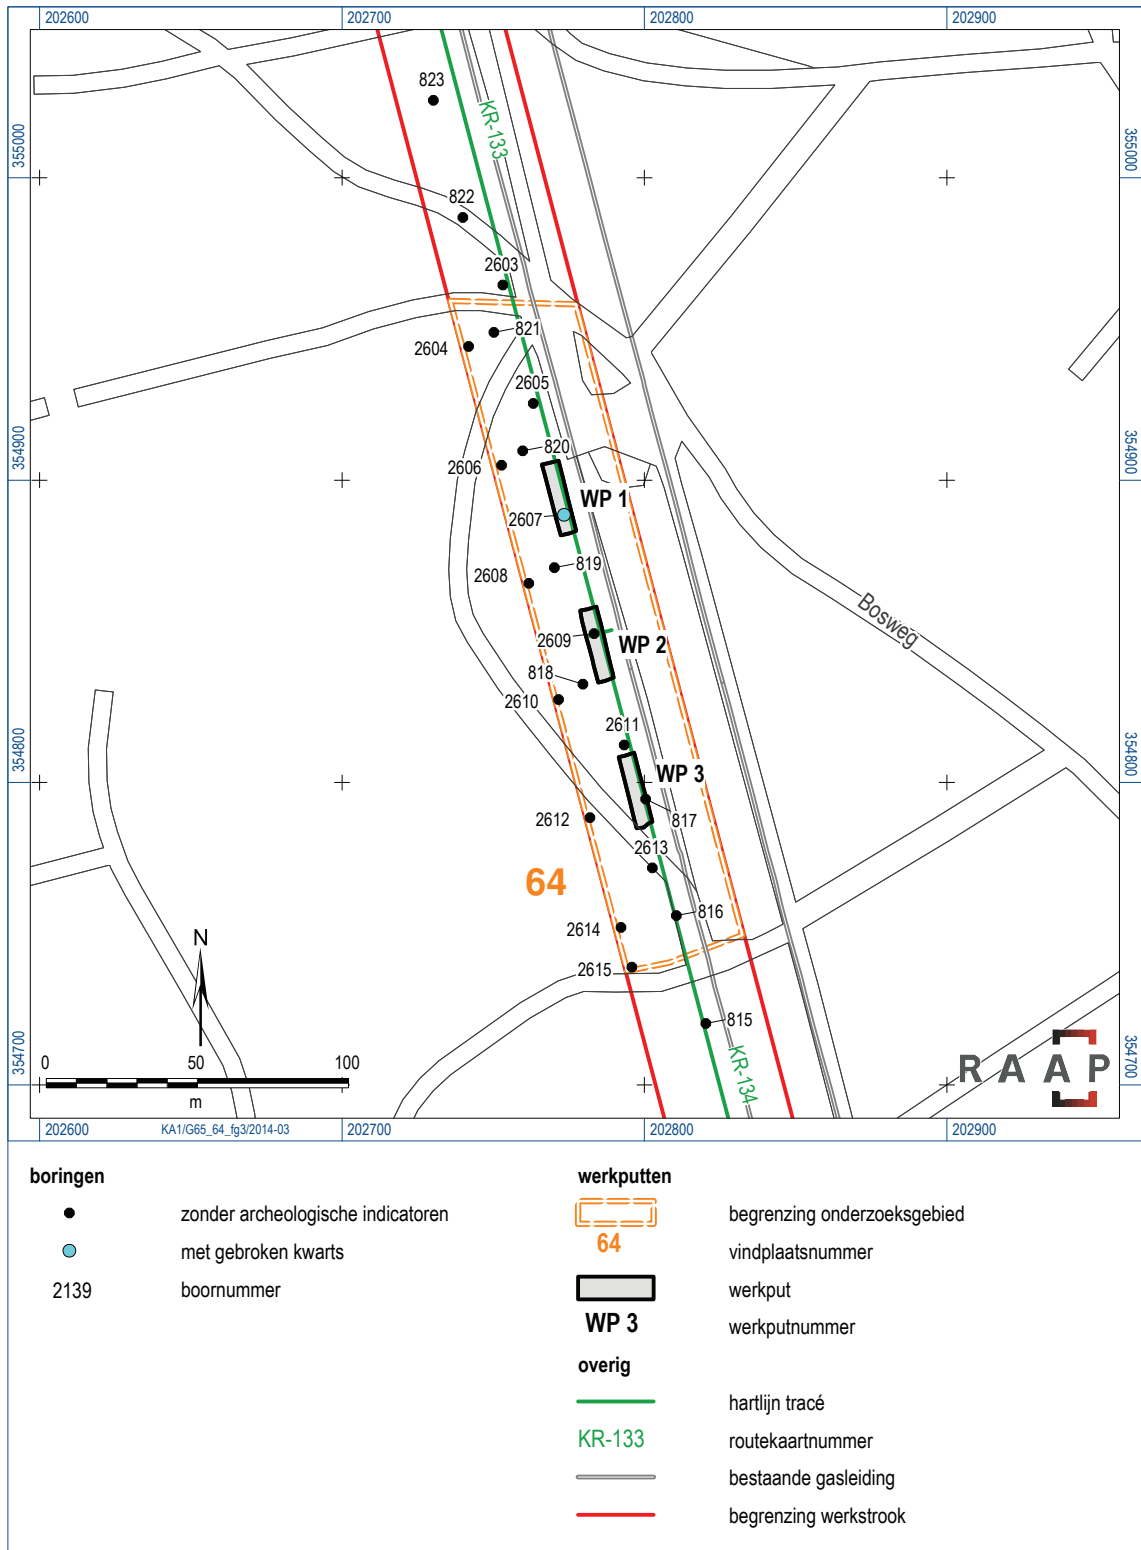 202600 202700 202800 202900
823
KR-133
355000 355000
822
2603
821
2604
2605
820
2606
354900 354900
WP 1
2607
819
2608
Bosweg
2609
WP 2
818
2610
2611
WP 3
354800 354800
817
2612
2613
64
816
2614
N
2615
815
0 50 100
m
KR-134
RAAP
354700 354700
202600 KA1/G65_64_fg3/2014-03 202700 202800 202900
boringen
zonder archeologische indicatoren
met gebroken kwarts
2139 boornummer
werkputten
begrenzing onderzoeksgebied
64 vindplaatsnummer
werkput
WP 3 werkputnummer
overig
hartlijn tracé
KR-133 routekaartnummer
bestaande gasleiding
begrenzing werkstrook